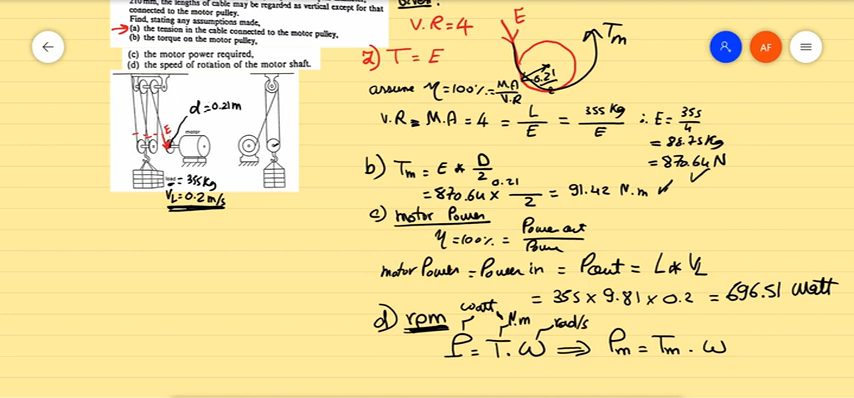 210mm, the lengths of cable may be regarded as vertical except for that
connected to the motor pulley.
Find, stating any assumptions made,
(a) the tension in the cable connected to the motor pulley,
(b) the torque on the motor pulley,
(c) the motor power required,
(d) the speed of rotation of the motor shaft.
d=0.21m
E
motor
load = 355 Kg
VL = 0.2 m/s
V.R = 4
E
Tm
0.21
2
a) T = E
assume η = 100% = MA/V.R
V.R = M.A = 4 = L/E = 355 Kg/E ∴ E = 355/4
= 88.75 Kg
= 870.64 N
b) Tm = E * D/2
= 870.64 × 0.21/2 = 91.42 N.m
c) motor Power
η = 100% = Power out/Power
motor Power = Power in = Pout = L * VL
= 355 × 9.81 × 0.2 = 696.51 watt
d) rpm
watt N.m rad/s
P = T. ω ⟹ Pm = Tm . ω
AF